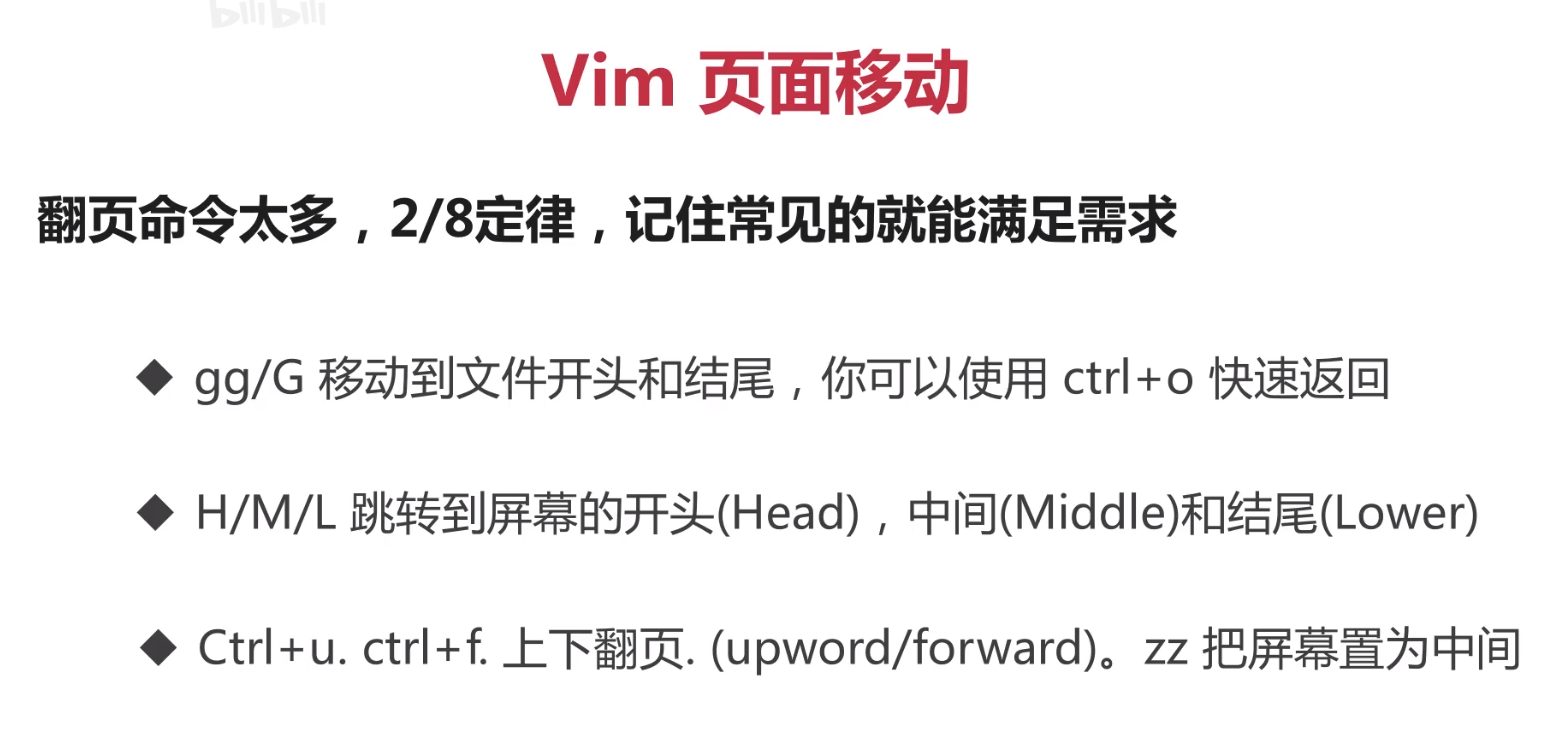 bilibili
Vim 页面移动
翻页命令太多，2/8定律，记住常见的就能满足需求
◆ gg/G 移动到文件开头和结尾，你可以使用 ctrl+o 快速返回
◆ H/M/L 跳转到屏幕的开头(Head)，中间(Middle)和结尾(Lower)
◆ Ctrl+u. ctrl+f. 上下翻页. (upword/forward)。zz 把屏幕置为中间